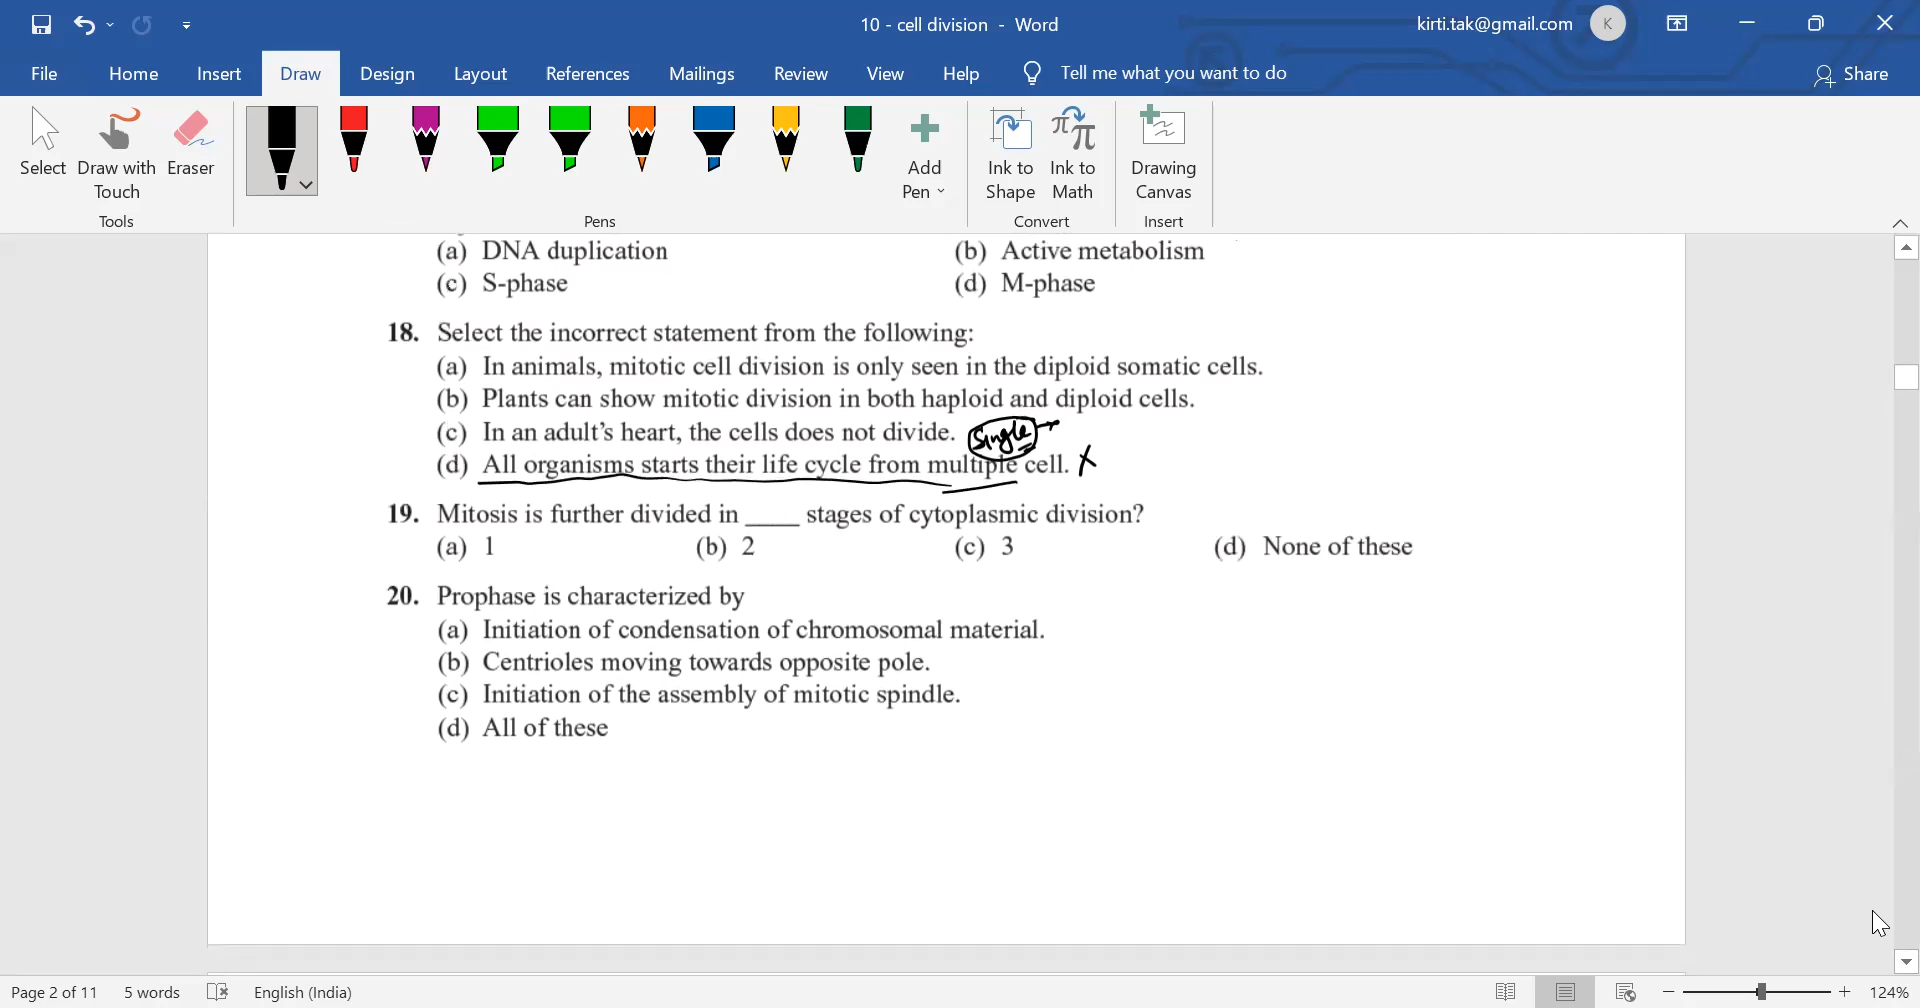 10 - cell division - Word
kirti.tak@gmail.com
K
File Home Insert Draw Design Layout References Mailings Review View Help Tell me what you want to do Share
Select
Draw with Touch
Eraser
Add Pen
Ink to Shape
Ink to Math
Drawing Canvas
Tools Pens Convert Insert
(a) DNA duplication (b) Active metabolism
(c) S-phase (d) M-phase
18. Select the incorrect statement from the following:
(a) In animals, mitotic cell division is only seen in the diploid somatic cells.
(b) Plants can show mitotic division in both haploid and diploid cells.
(c) In an adult's heart, the cells does not divide. Single
(d) All organisms starts their life cycle from multiple cell. X
19. Mitosis is further divided in ____ stages of cytoplasmic division?
(a) 1 (b) 2 (c) 3 (d) None of these
20. Prophase is characterized by
(a) Initiation of condensation of chromosomal material.
(b) Centrioles moving towards opposite pole.
(c) Initiation of the assembly of mitotic spindle.
(d) All of these
Page 2 of 11 5 words English (India) 124%